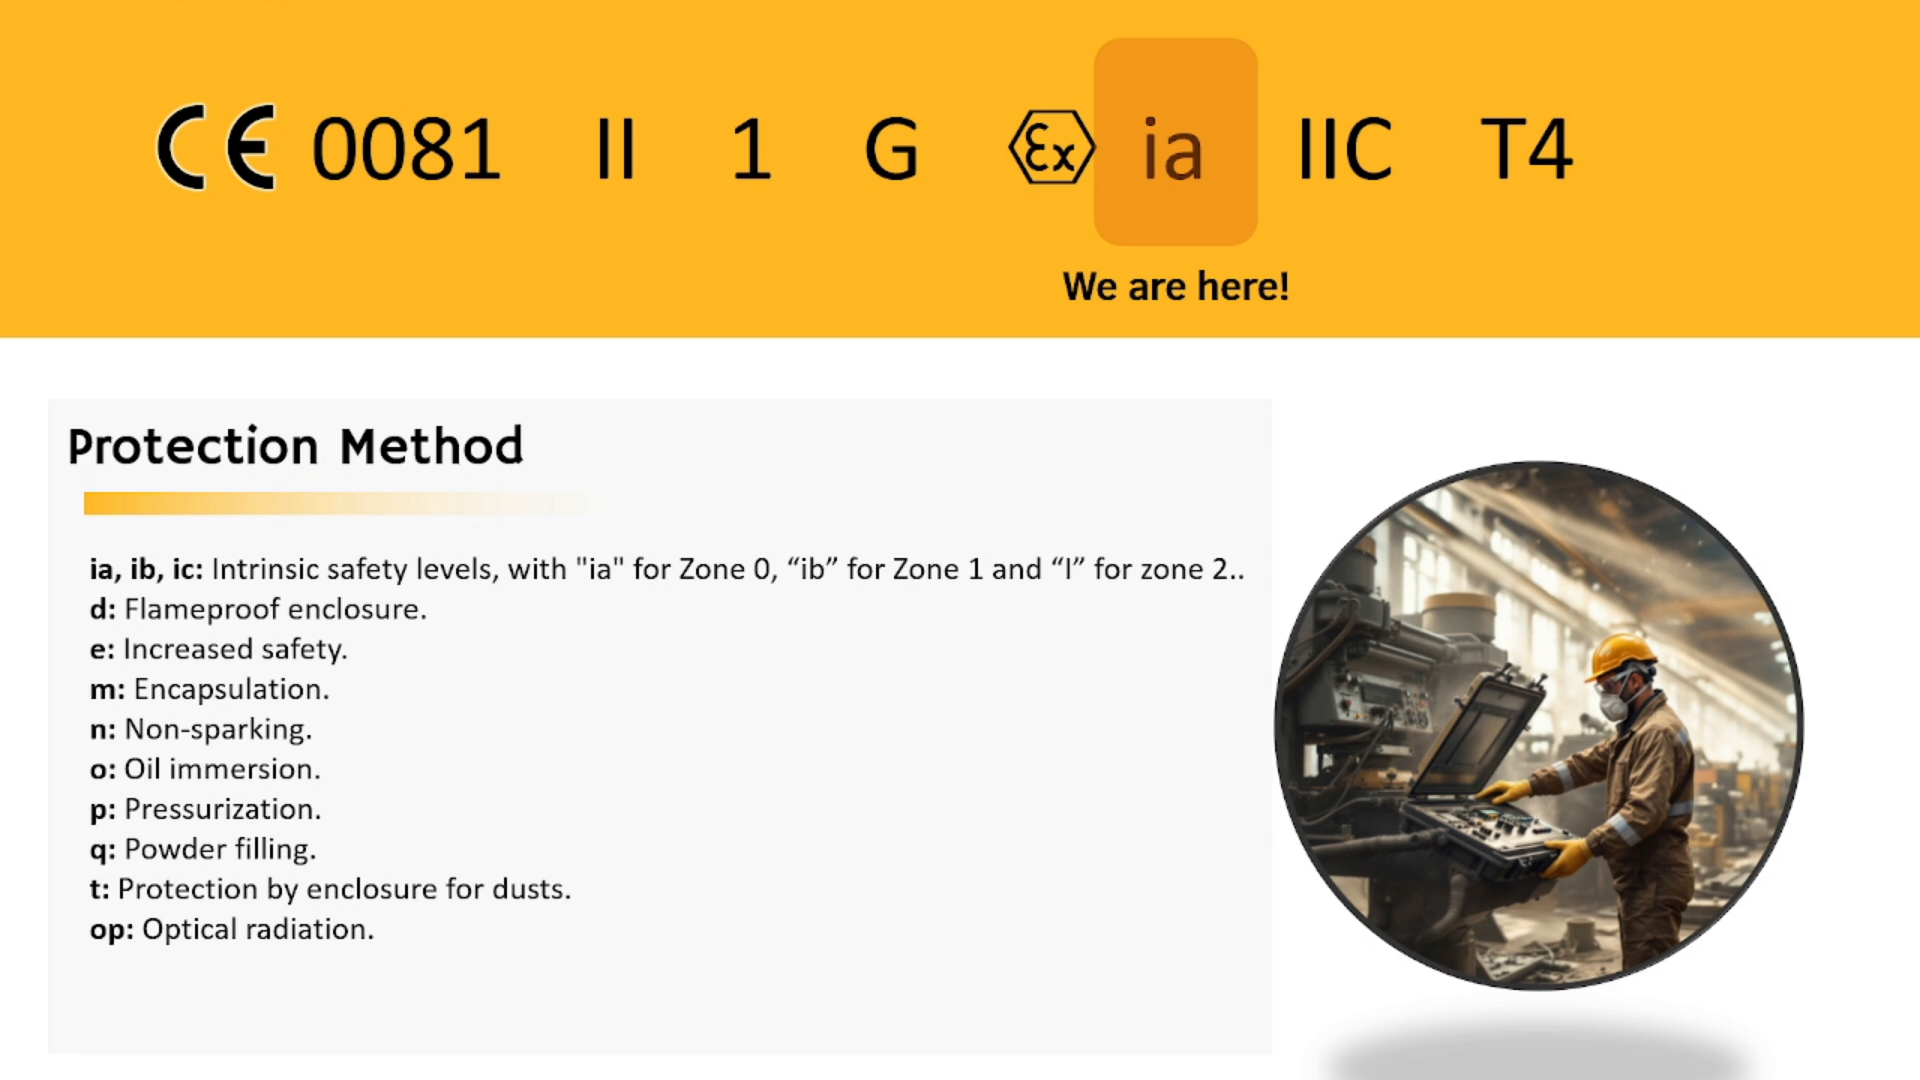 CE 0081 II 1 G Ex ia IIC T4
We are here!
Protection Method
ia, ib, ic: Intrinsic safety levels, with "ia" for Zone 0, “ib” for Zone 1 and “I” for zone 2..
d: Flameproof enclosure.
e: Increased safety.
m: Encapsulation.
n: Non-sparking.
o: Oil immersion.
p: Pressurization.
q: Powder filling.
t: Protection by enclosure for dusts.
op: Optical radiation.